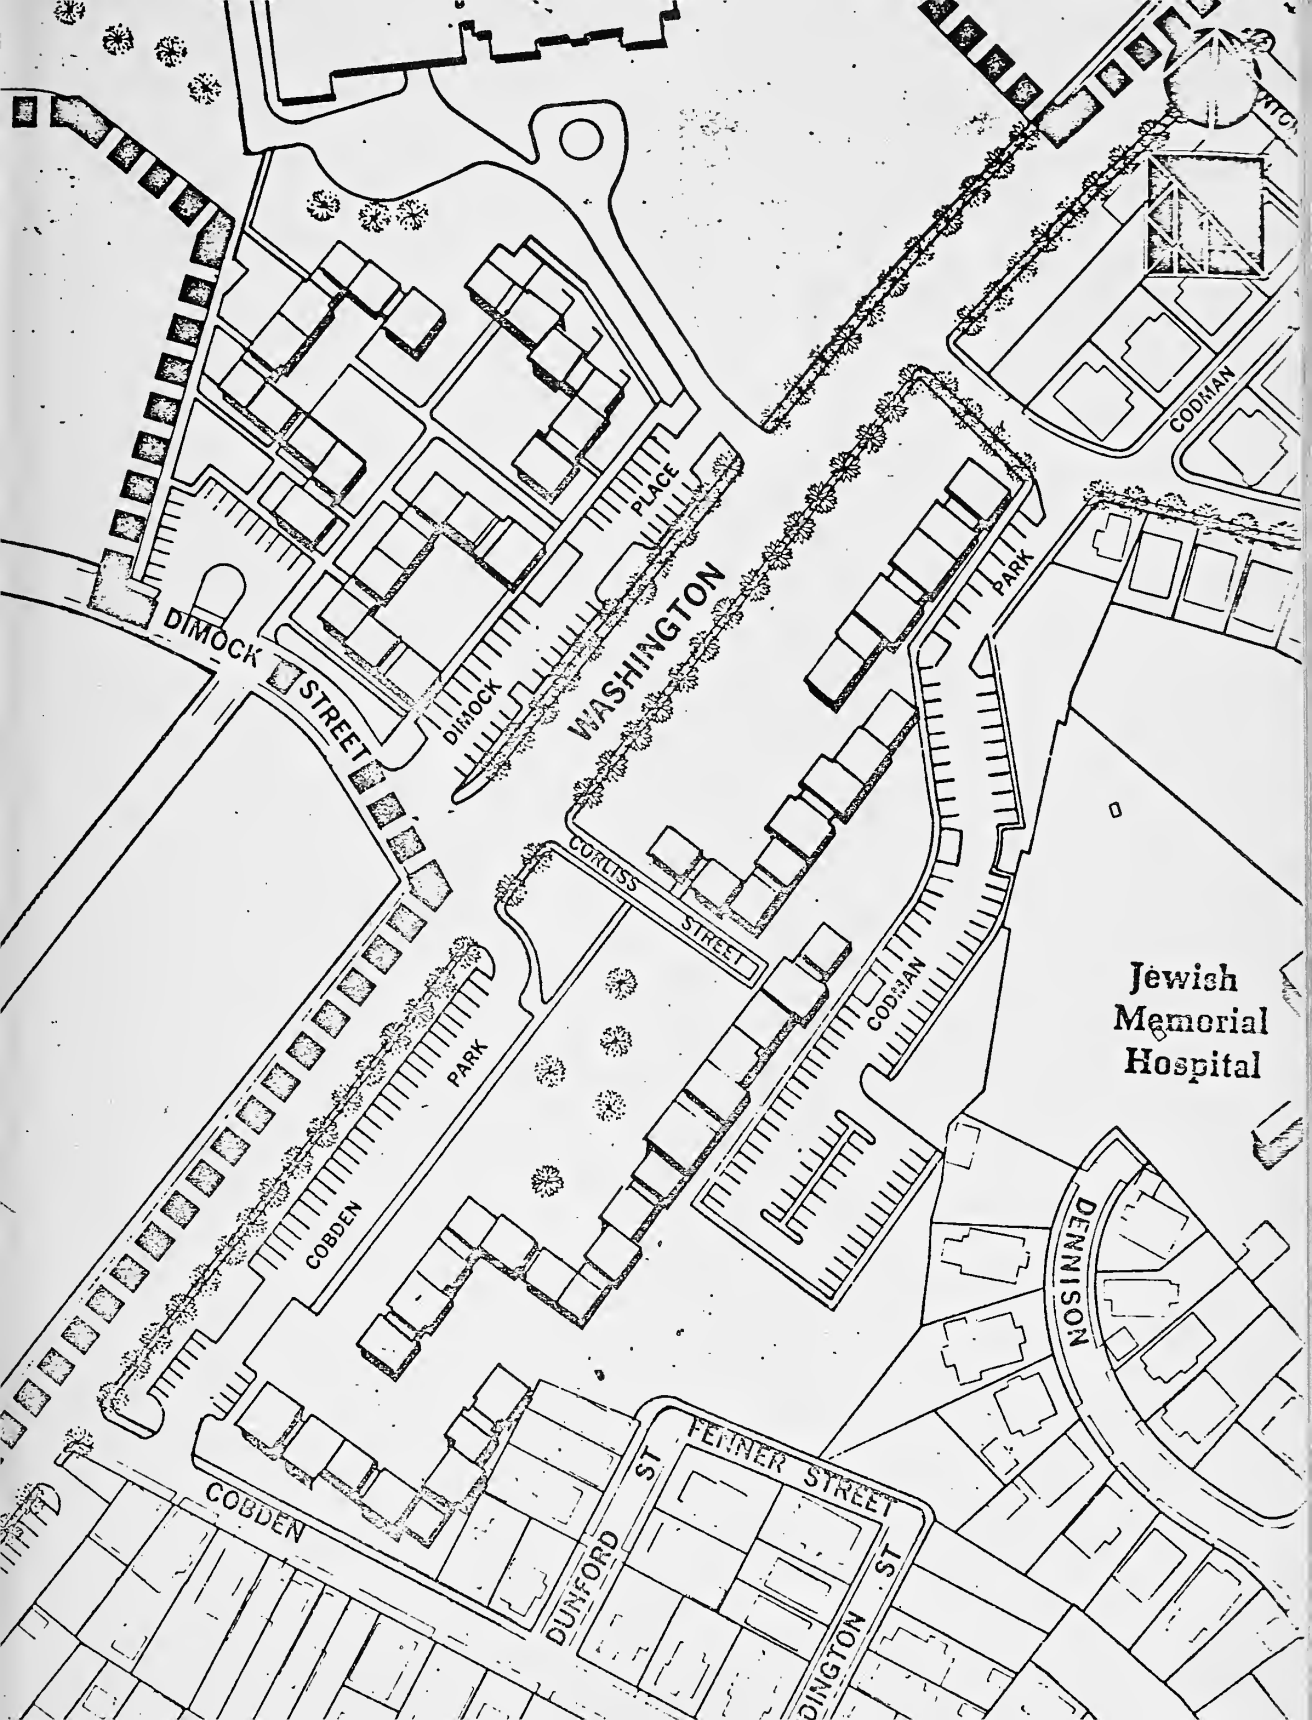 CODMAN
PLACE
PARK
WASHINGTON
DIMOCK
STREET
DIMOCK
CORLISS
STREET
CODMAN
Jewish
Memorial
Hospital
PARK
COBDEN
DENNISON
FENNER STREET
ST
COBDEN
ST
DUNFORD
DINGTON